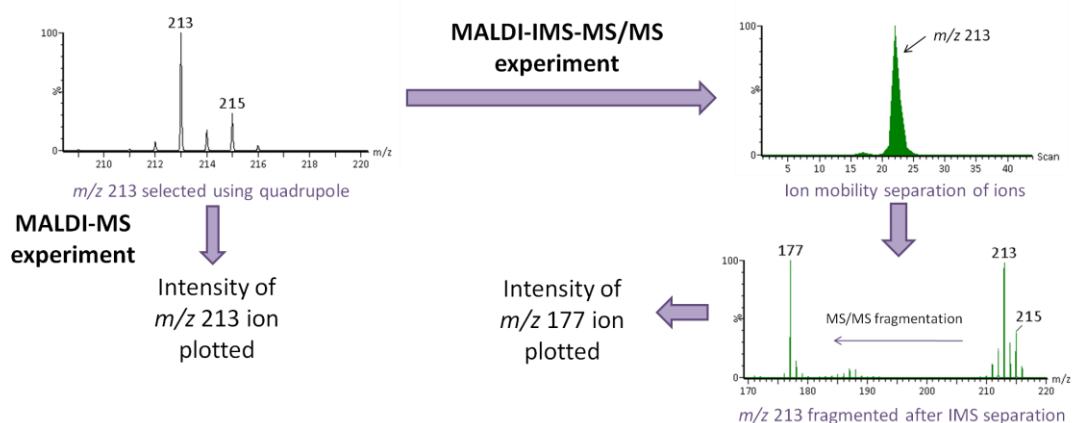 213
215
100
%
0
210 212 214 216 218 220 m/z
m/z 213 selected using quadrupole
MALDI-IMS-MS/MS
experiment
m/z 213
100
%
0
5 10 15 20 25 30 35 40 Scan
Ion mobility separation of ions
MALDI-MS
experiment
Intensity of
m/z 213 ion
plotted
Intensity of
m/z 177 ion
plotted
177
213
215
100
%
0
MS/MS fragmentation
170 180 190 200 210 220 m/z
m/z 213 fragmented after IMS separation